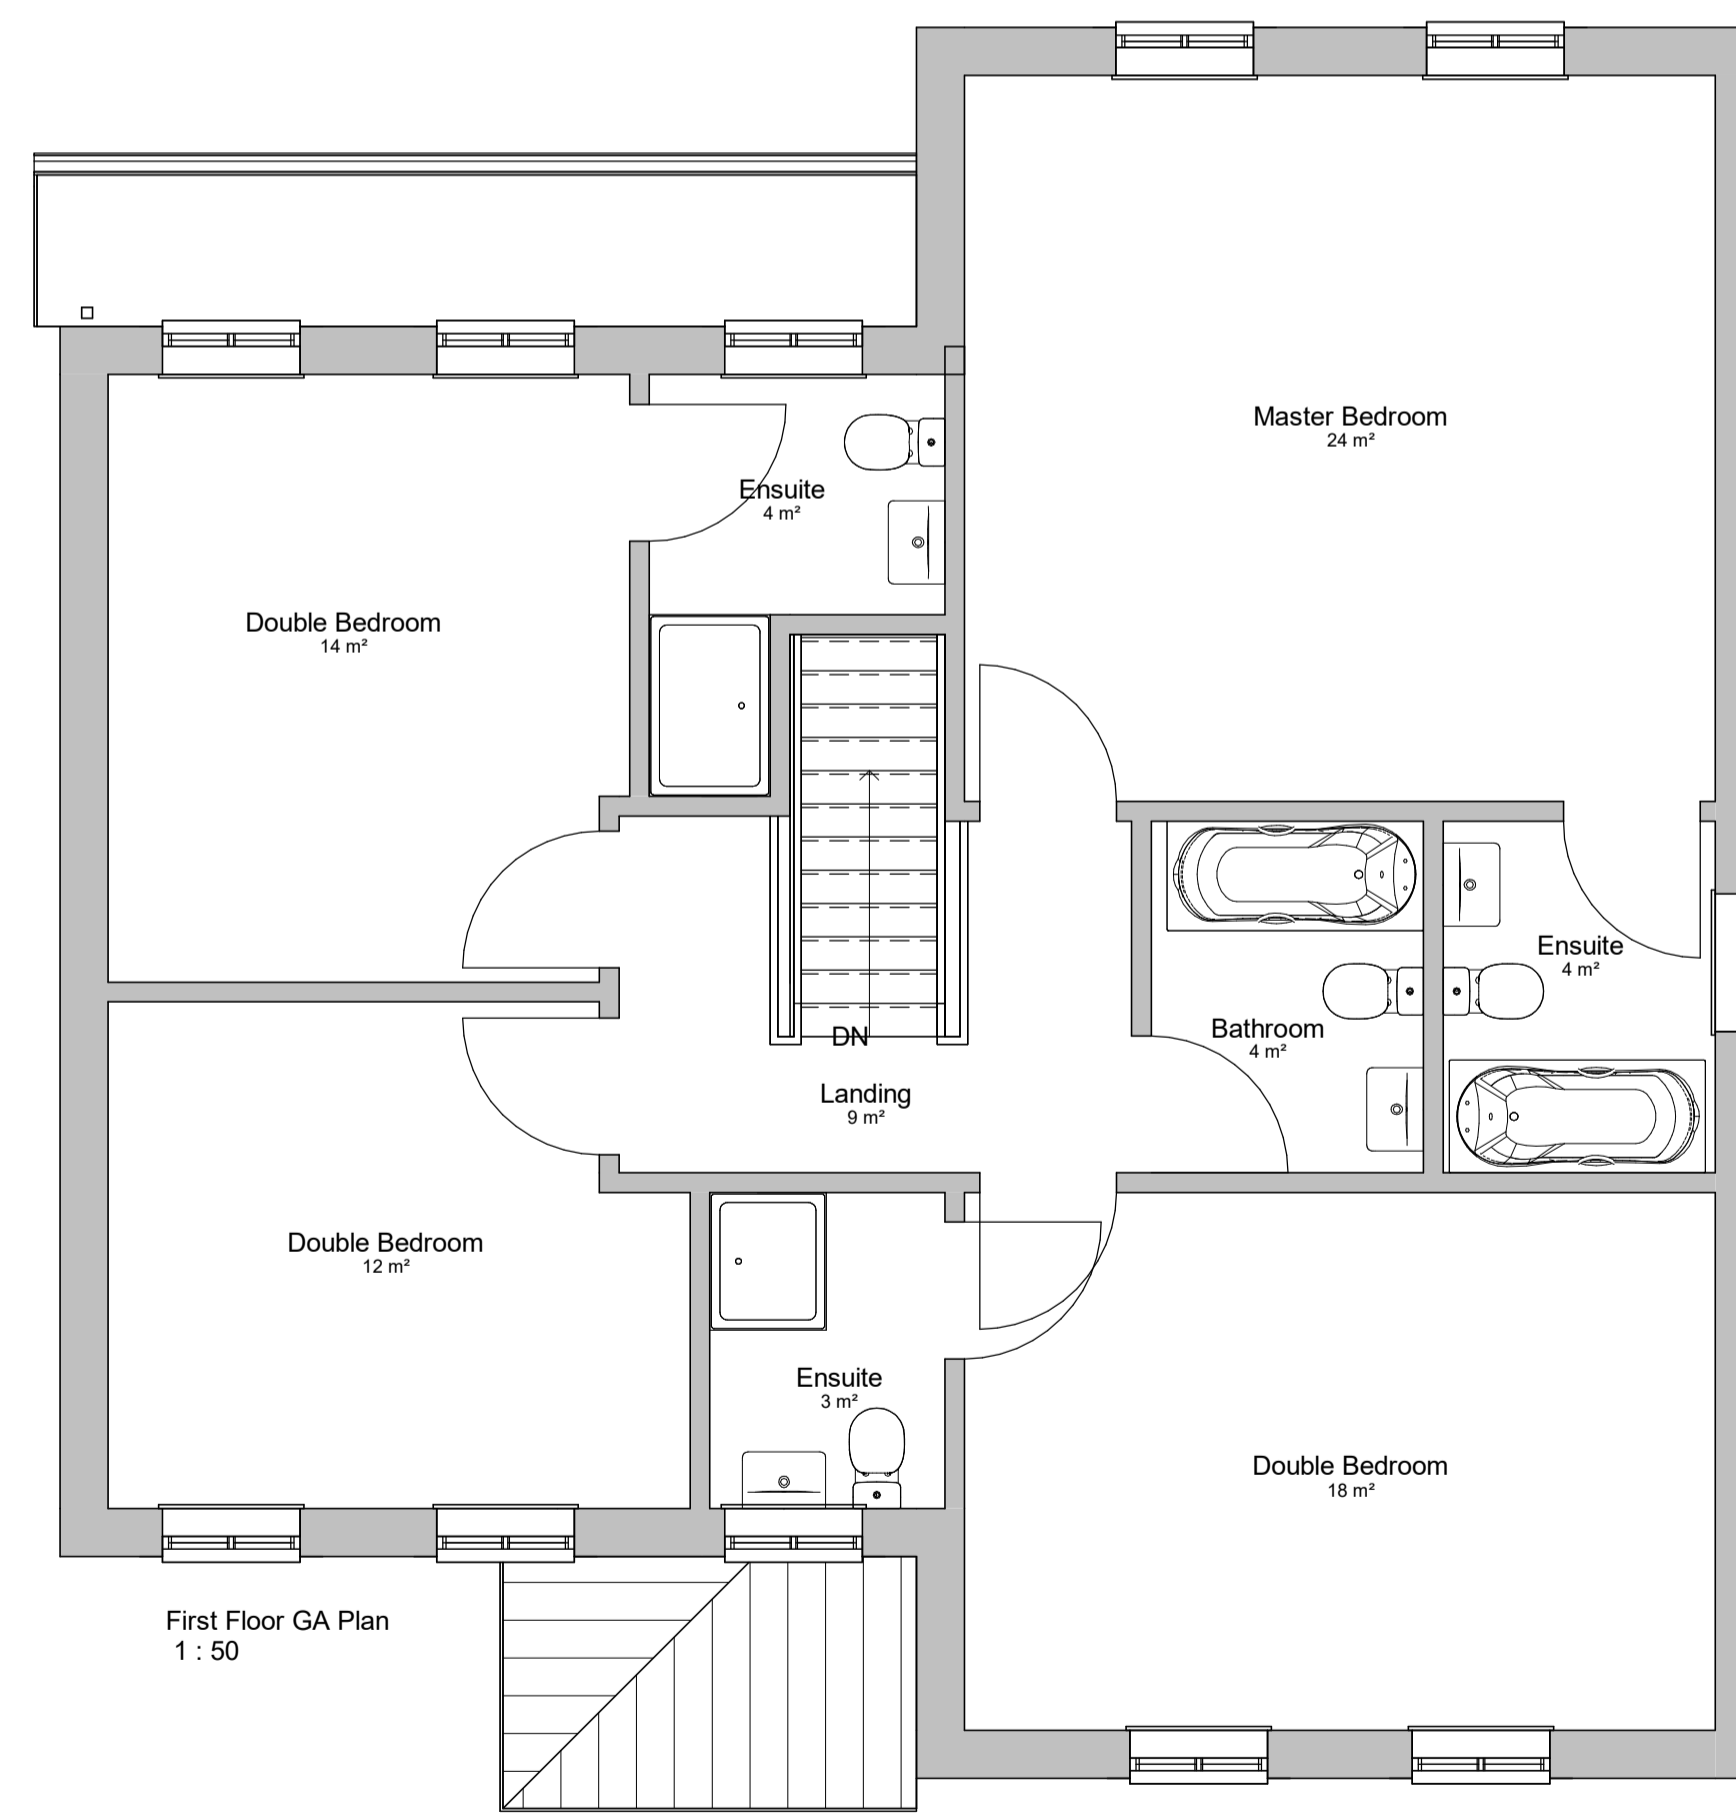 Master Bedroom
24 m²
Ensuite
4 m²
Double Bedroom
14 m²
Ensuite
4 m²
Bathroom
4 m²
DN
Landing
9 m²
Double Bedroom
12 m²
Ensuite
3 m²
Double Bedroom
18 m²
First Floor GA Plan
1 : 50